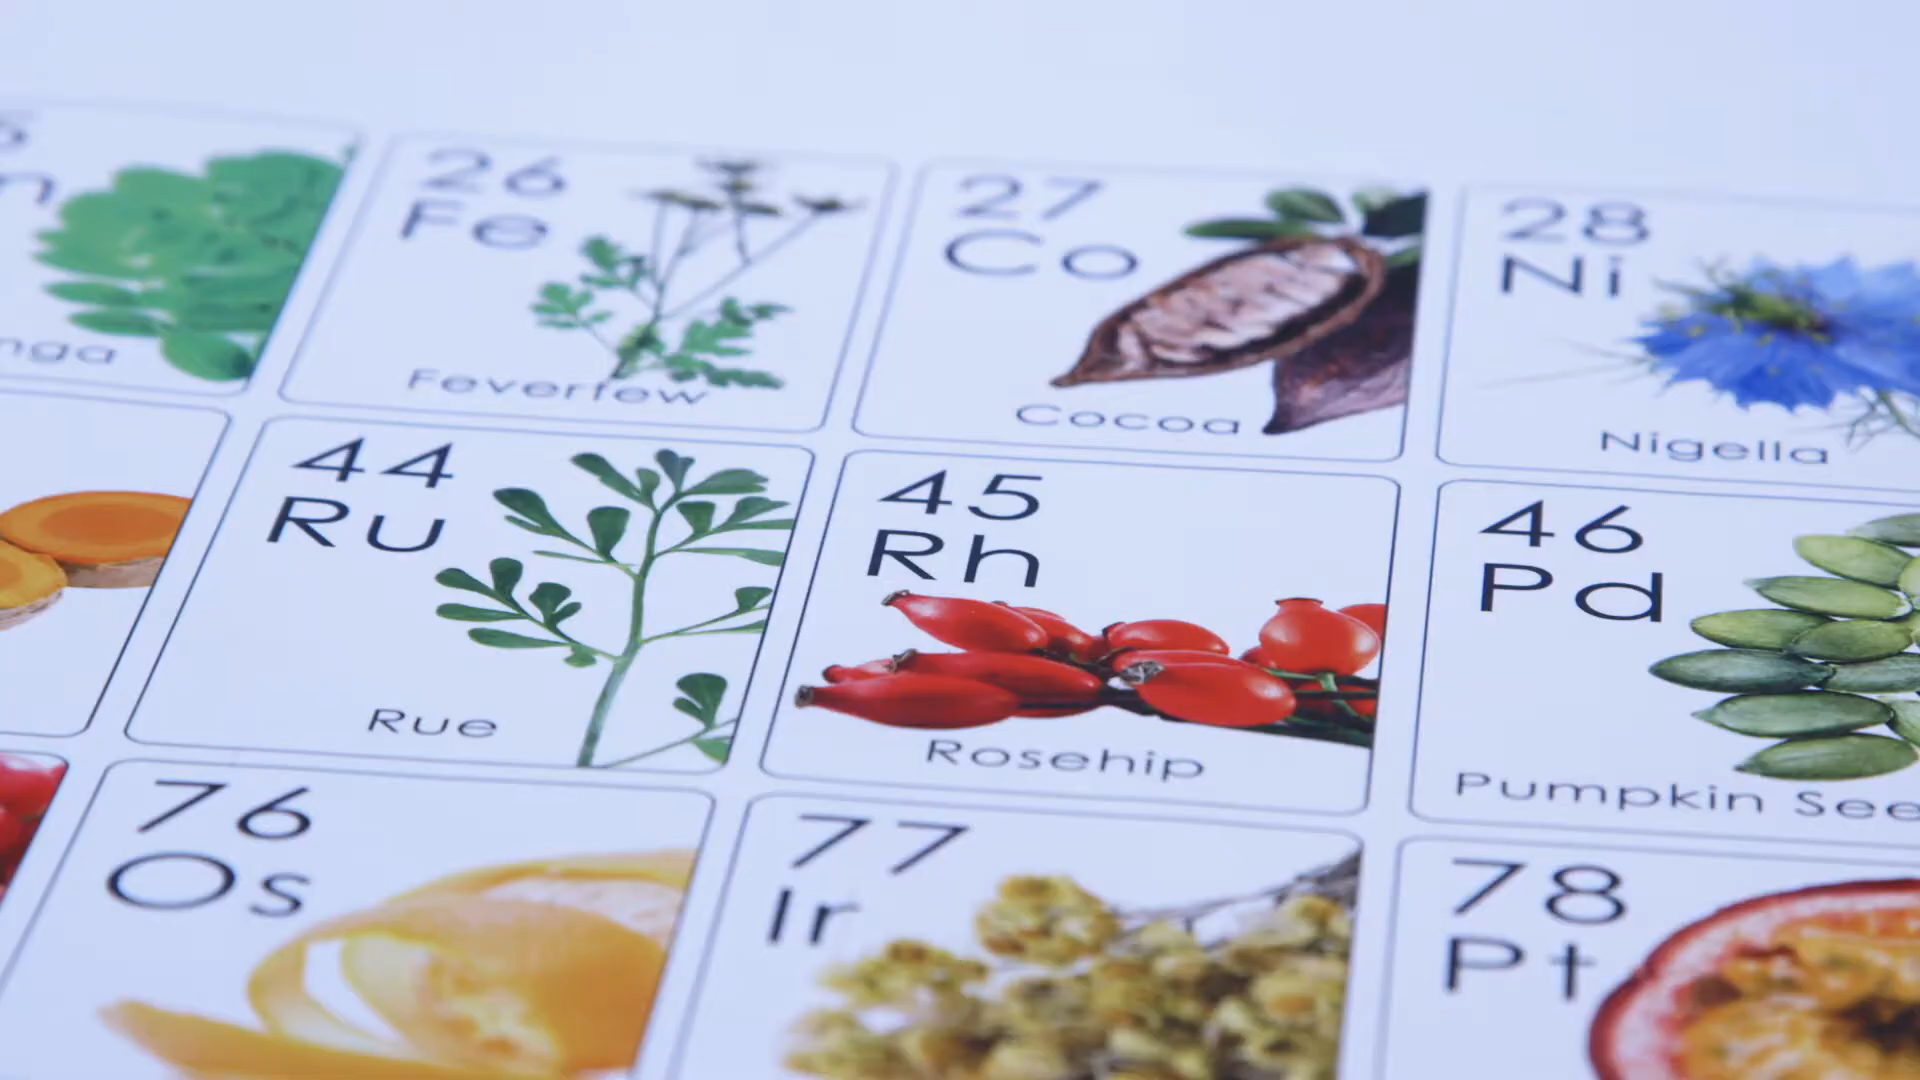 26
Fe
Feverfew
27
Co
Cocoa
28
Ni
Nigella
44
Ru
Rue
45
Rh
Rosehip
46
Pd
Pumpkin See
76
Os
77
Ir
78
Pt